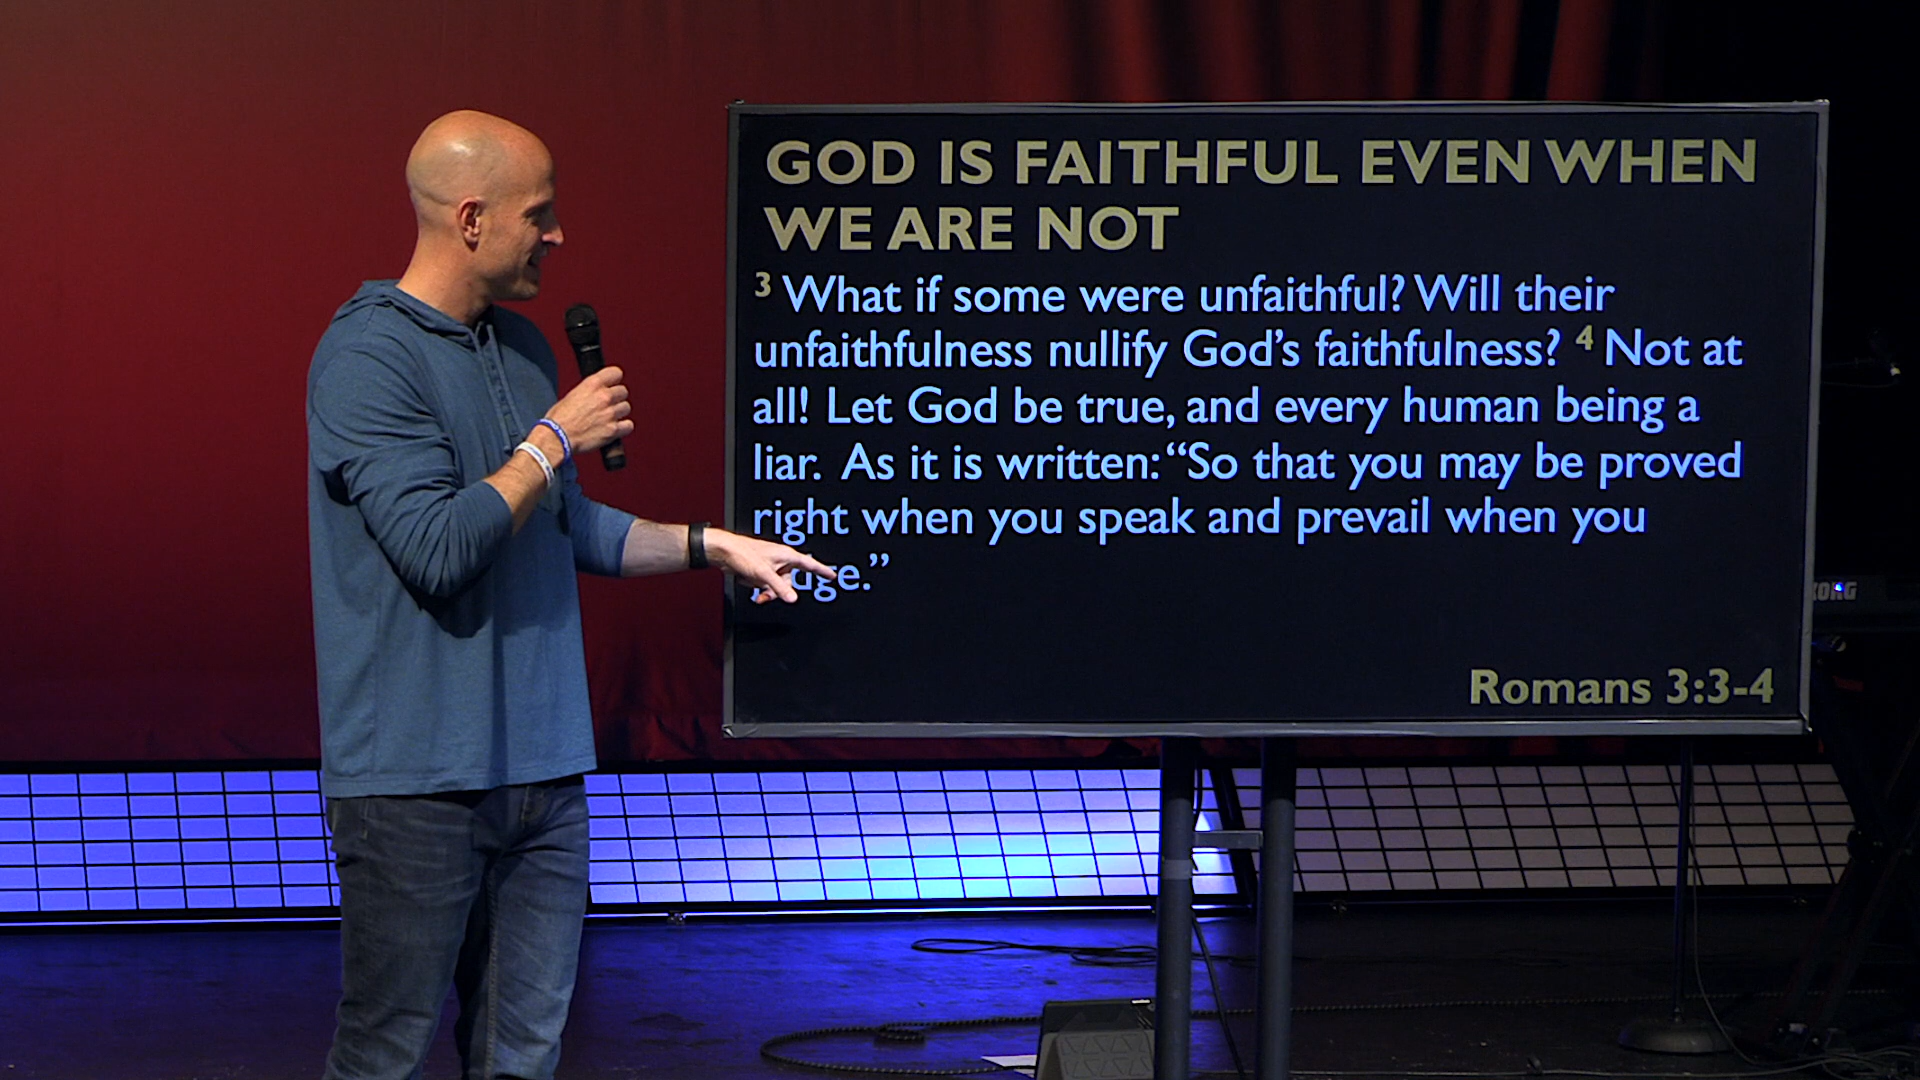 GOD IS FAITHFUL EVEN WHEN
WE ARE NOT
3 What if some were unfaithful? Will their
unfaithfulness nullify God’s faithfulness? 4 Not at
all! Let God be true, and every human being a
liar. As it is written: “So that you may be proved
right when you speak and prevail when you
judge.”
Romans 3:3-4
KORG